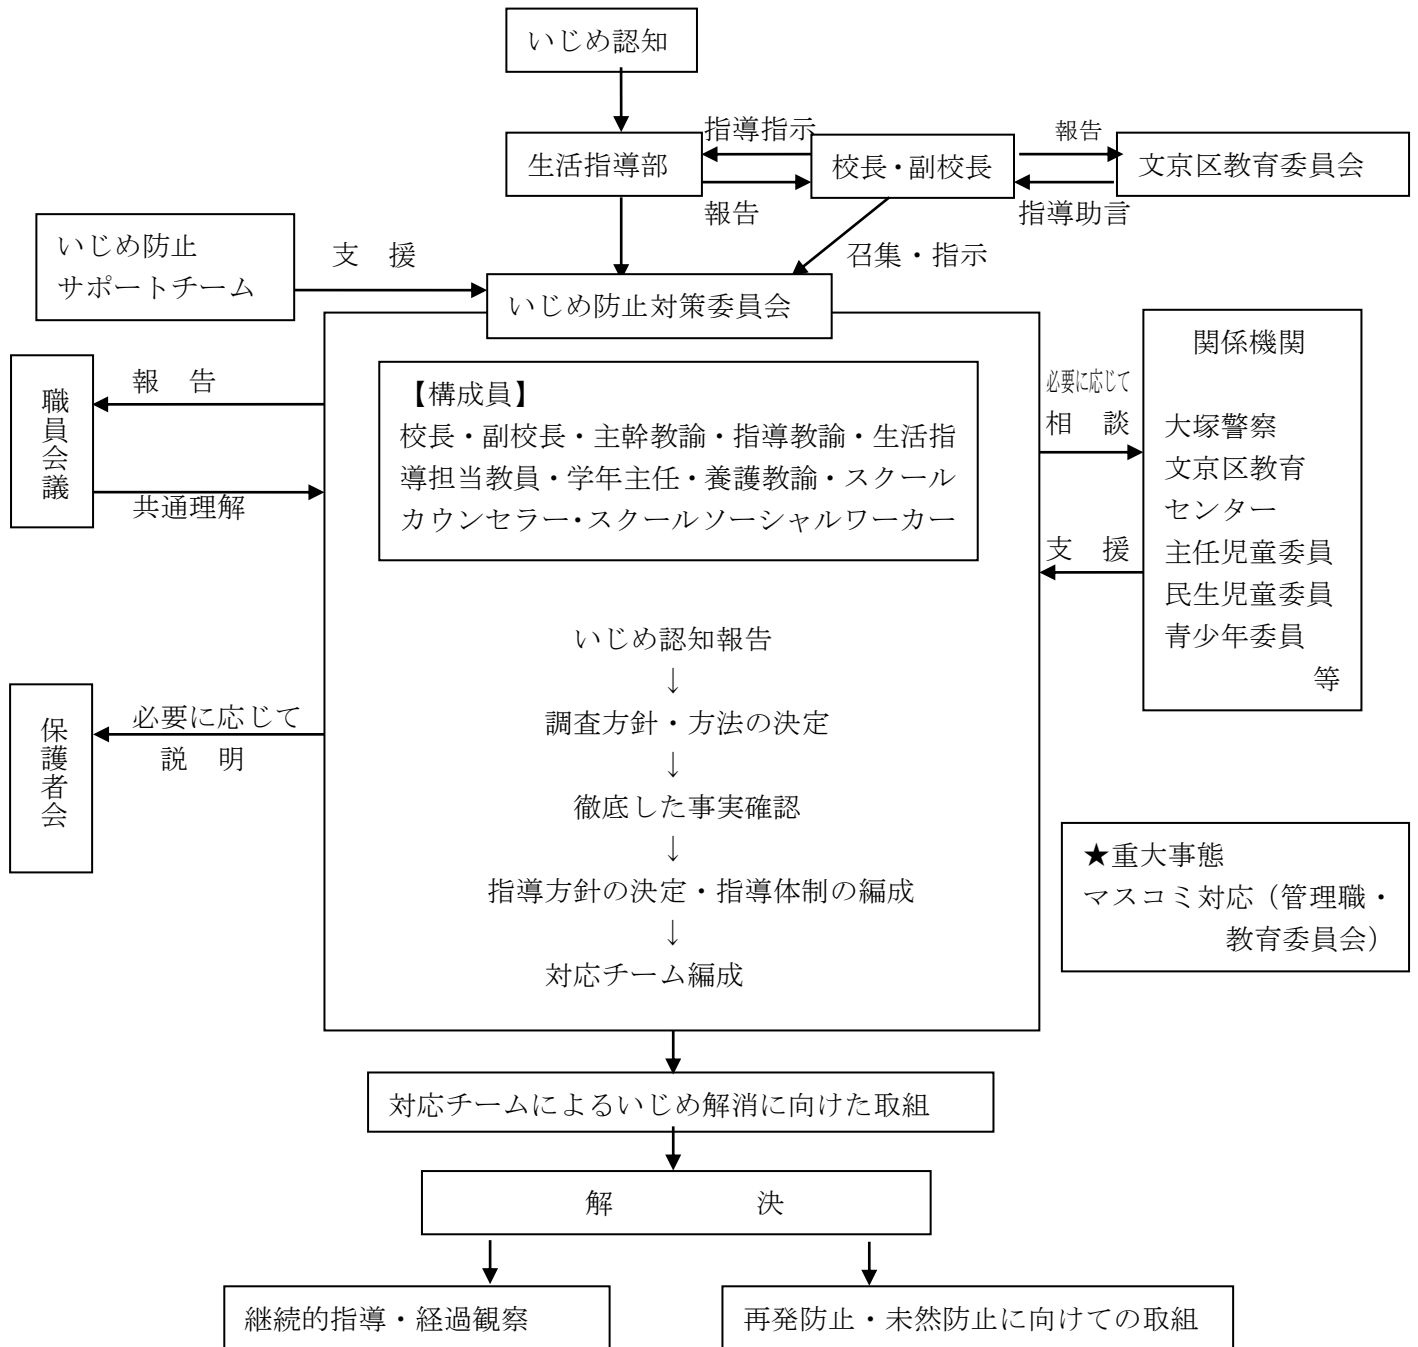 いじめ認知
指導指示
報告
生活指導部
校長・副校長
文京区教育委員会
報告
指導助言
いじめ防止
サポートチーム
支　援
召集・指示
いじめ防止対策委員会
関係機関
大塚警察
文京区教育
センター
主任児童委員
民生児童委員
青少年委員
等
職員会議
報　告
共通理解
【構成員】
校長・副校長・主幹教諭・指導教諭・生活指
導担当教員・学年主任・養護教諭・スクール
カウンセラー・スクールソーシャルワーカー
必要に応じて
相　談
支　援
いじめ認知報告
↓
調査方針・方法の決定
↓
徹底した事実確認
↓
指導方針の決定・指導体制の編成
↓
対応チーム編成
保護者会
必要に応じて
説　明
★重大事態
マスコミ対応（管理職・
教育委員会）
対応チームによるいじめ解消に向けた取組
解　　　　　決
継続的指導・経過観察
再発防止・未然防止に向けての取組